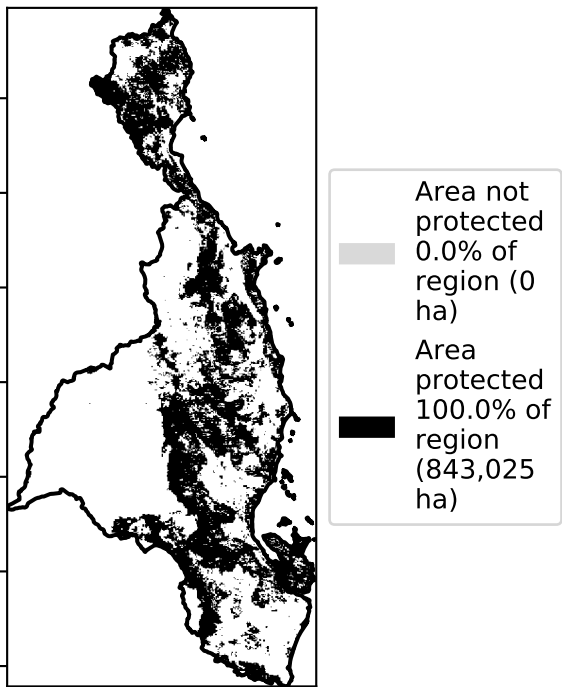 Area not
protected
0.0% of
region (0
ha)
Area
protected
100.0% of
region
(843,025
ha)